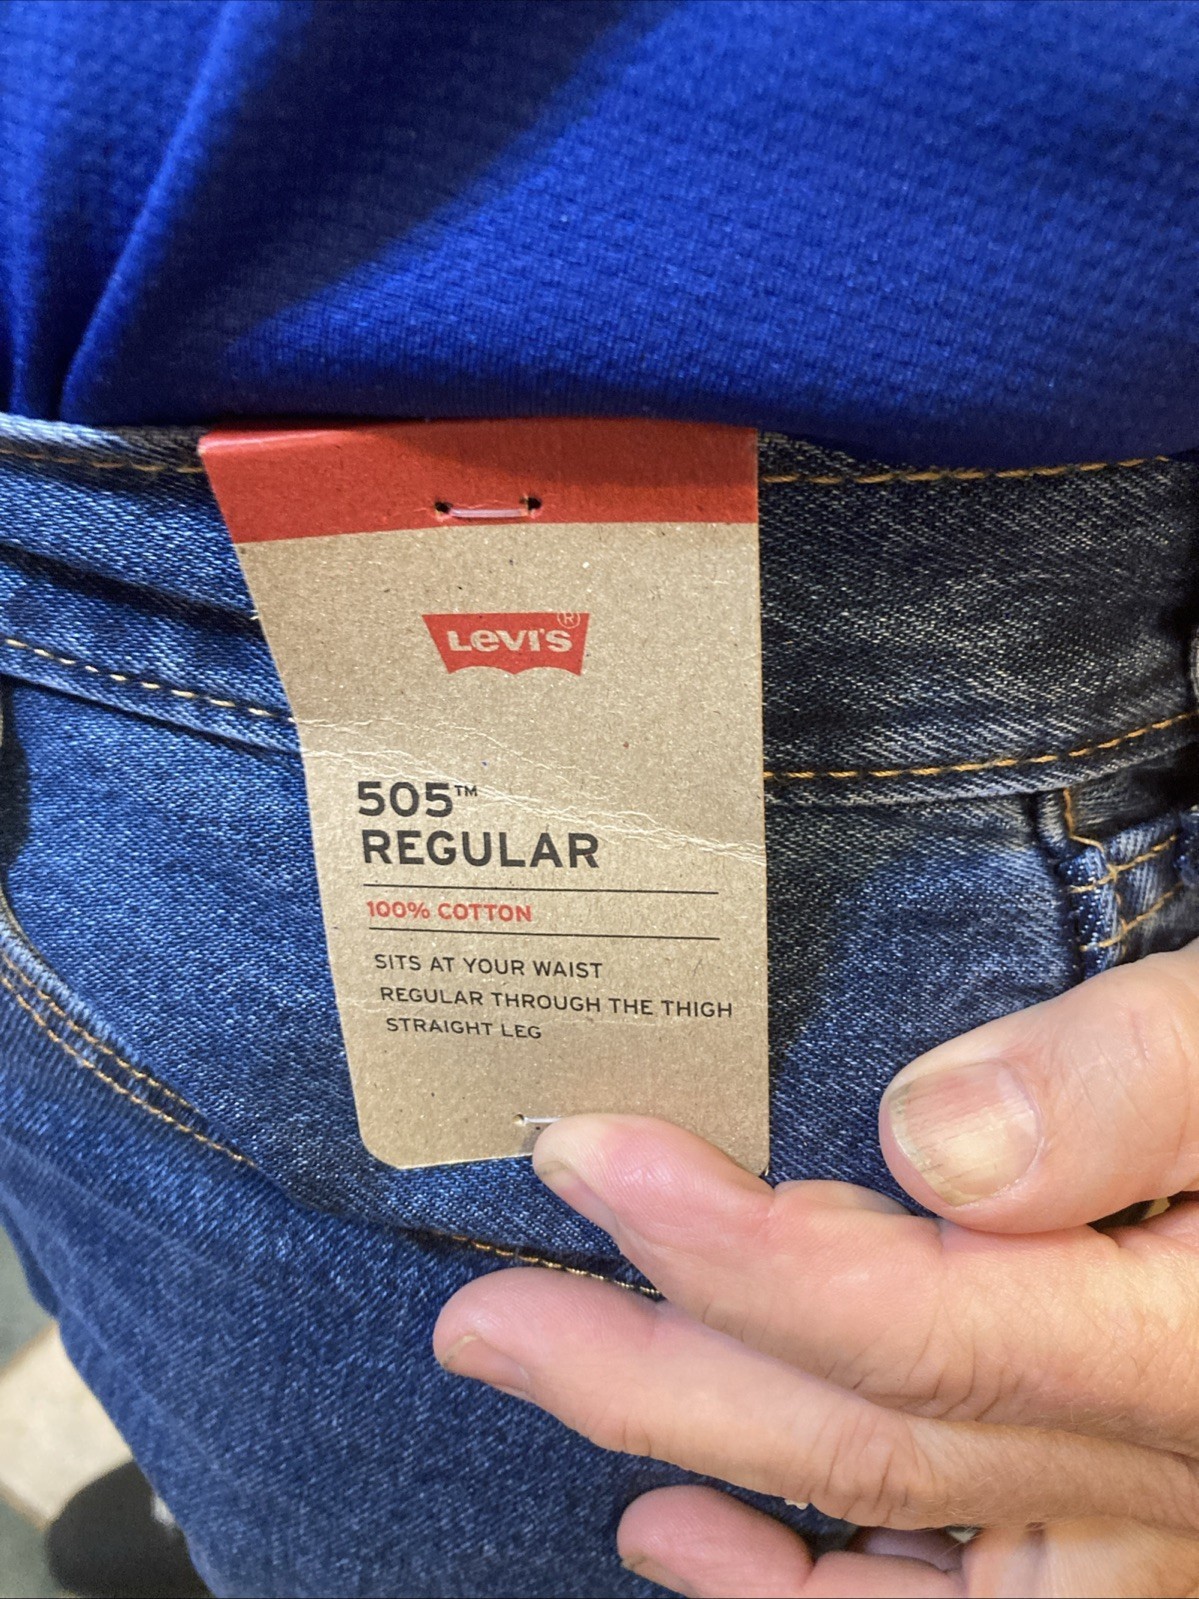 Levi's®
505™
REGULAR
100% COTTON
SITS AT YOUR WAIST
REGULAR THROUGH THE THIGH
STRAIGHT LEG